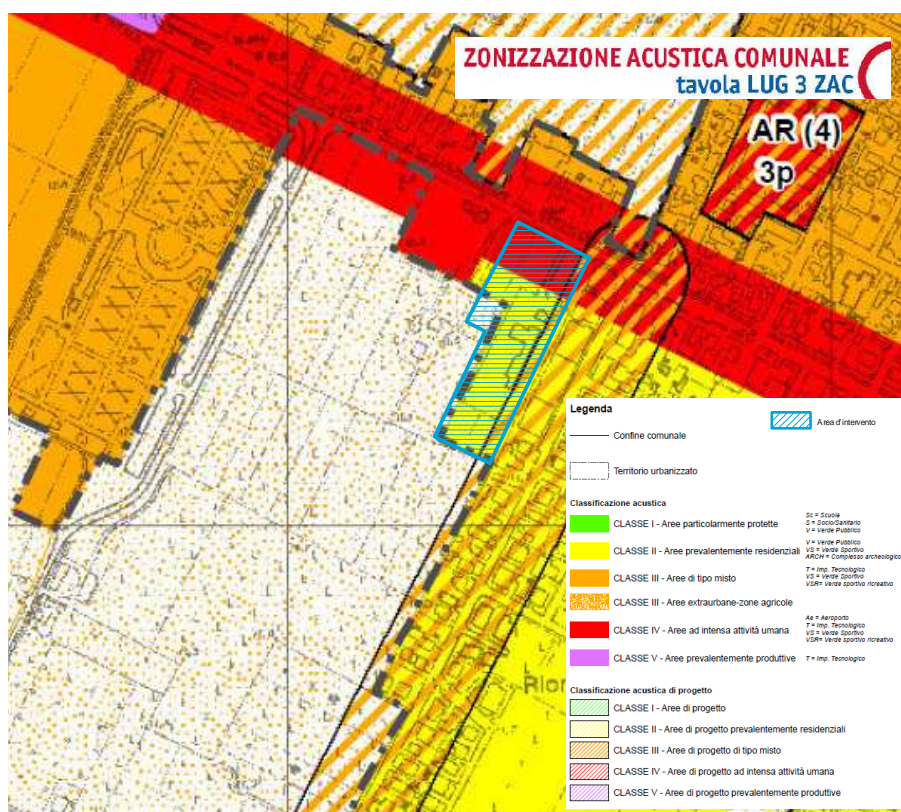 ZONIZZAZIONE ACUSTICA COMUNALE
tavola LUG 3 ZAC
AR (4)
3p
Legenda
Area d'intervento
Confine comunale
Territorio urbanizzato
Classificazione acustica
CLASSE I - Aree particolarmente protette
Sc = Scuola
S = Socio/Sanitario
V = Verde Pubblico
CLASSE II - Aree prevalentemente residenziali
V = Verde Pubblico
VS = Verde Sportivo
ARCH = Complesso archeologico
CLASSE III - Aree di tipo misto
T = Imp. Tecnologico
VS = Verde Sportivo
VSR= Verde sportivo ricreativo
CLASSE III - Aree extraurbane-zone agricole
CLASSE IV - Aree ad intensa attività umana
Ae = Aeroporto
T = Imp. Tecnologico
VS = Verde Sportivo
VSR= Verde sportivo ricreativo
CLASSE V - Aree prevalentemente produttive
T = Imp. Tecnologico
Classificazione acustica di progetto
CLASSE I - Aree di progetto
CLASSE II - Aree di progetto prevalentemente residenziali
CLASSE III - Aree di progetto di tipo misto
CLASSE IV - Aree di progetto ad intensa attività umana
CLASSE V - Aree di progetto prevalentemente produttive